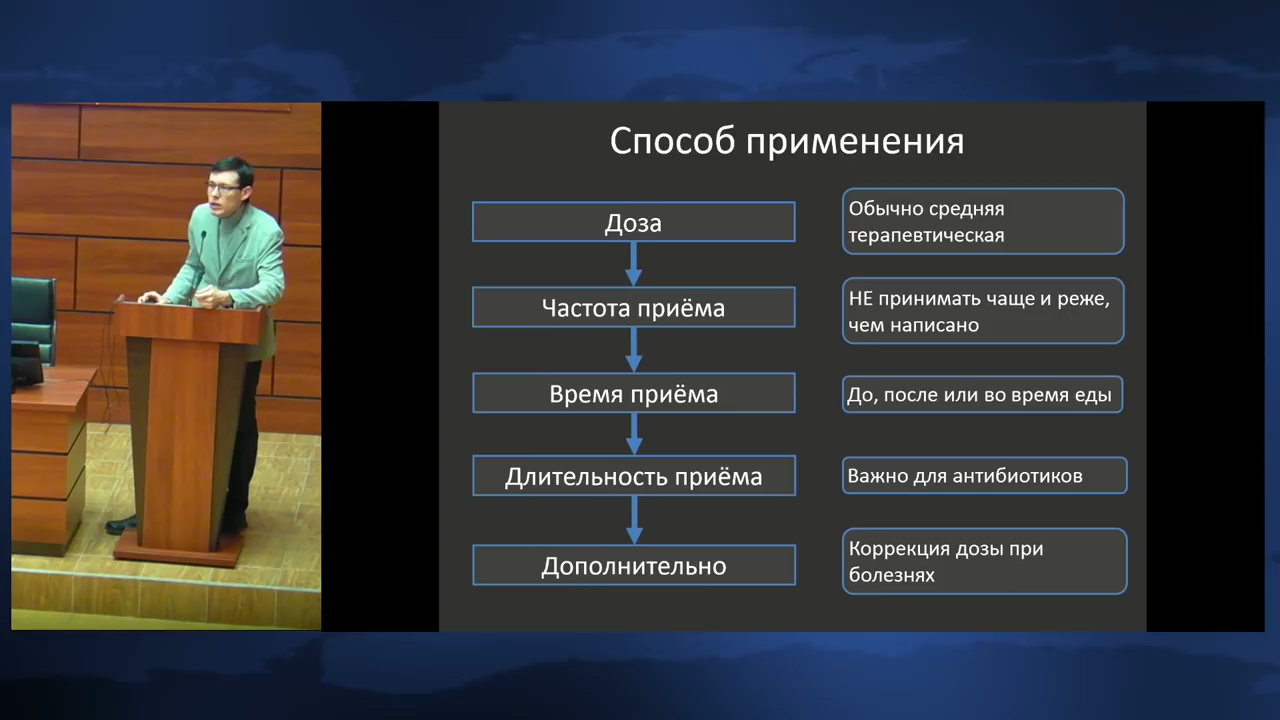 Способ применения
Доза
Обычно средняя
терапевтическая
Частота приёма
НЕ принимать чаще и реже,
чем написано
Время приёма
До, после или во время еды
Длительность приёма
Важно для антибиотиков
Дополнительно
Коррекция дозы при
болезнях